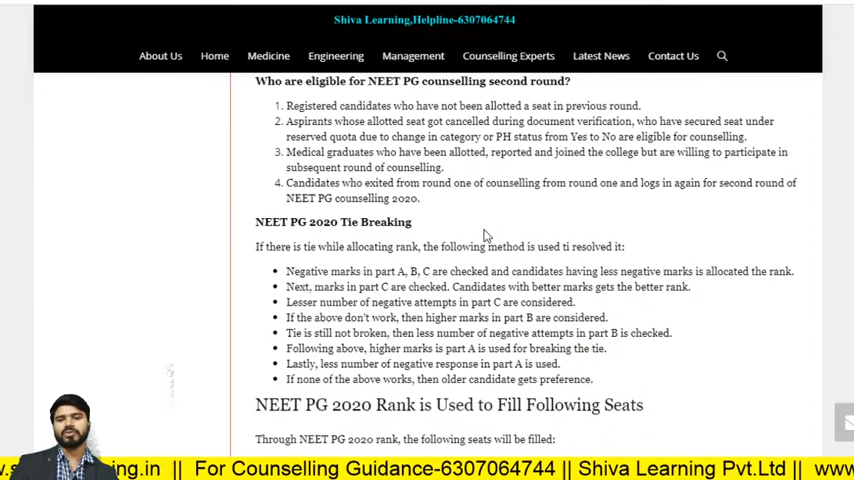 Shiva Learning,Helpline-6307064744
About Us Home Medicine Engineering Management Counselling Experts Latest News Contact Us
Who are eligible for NEET PG counselling second round?
1. Registered candidates who have not been allotted a seat in previous round.
2. Aspirants whose allotted seat got cancelled during document verification, who have secured seat under
reserved quota due to change in category or PH status from Yes to No are eligible for counselling.
3. Medical graduates who have been allotted, reported and joined the college but are willing to participate in
subsequent round of counselling.
4. Candidates who exited from round one of counselling from round one and logs in again for second round of
NEET PG counselling 2020.
NEET PG 2020 Tie Breaking
If there is tie while allocating rank, the following method is used ti resolved it:
• Negative marks in part A, B, C are checked and candidates having less negative marks is allocated the rank.
• Next, marks in part C are checked. Candidates with better marks gets the better rank.
• Lesser number of negative attempts in part C are considered.
• If the above don't work, then higher marks in part B are considered.
• Tie is still not broken, then less number of negative attempts in part B is checked.
• Following above, higher marks is part A is used for breaking the tie.
• Lastly, less number of negative response in part A is used.
• If none of the above works, then older candidate gets preference.
NEET PG 2020 Rank is Used to Fill Following Seats
Through NEET PG 2020 rank, the following seats will be filled:
ng.in || For Counselling Guidance-6307064744 || Shiva Learning Pvt.Ltd || www